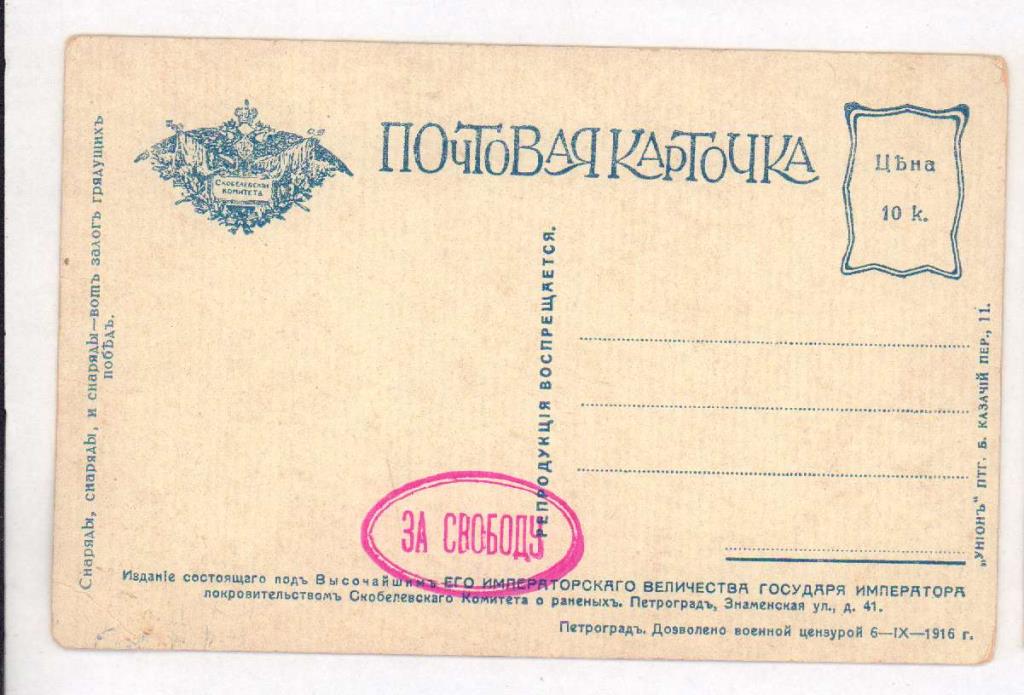 ПОЧТОВАЯ КАРТОЧКА
СКОБЕЛЕВСКІЙ
КОМИТЕТА
Цѣна
10 к.
Снаряды, снаряды, и снаряды—вотъ залогъ грядущихъ
побѣдъ.
РЕПРОДУКЦІЯ ВОСПРЕЩАЕТСЯ.
„УНІОНЪ" ПТГ. Б. КАЗАЧІЙ ПЕР., 11.
ЗА СВОБОДУ
Изданіе состоящаго подъ Высочайшимъ ЕГО ИМПЕРАТОРСКАГО ВЕЛИЧЕСТВА ГОСУДАРЯ ИМПЕРАТОРА
покровительствомъ Скобелевскаго Комитета о раненыхъ. Петроградъ, Знаменская ул., д. 41.
Петроградъ. Дозволено военной цензурой 6—IX—1916 г.